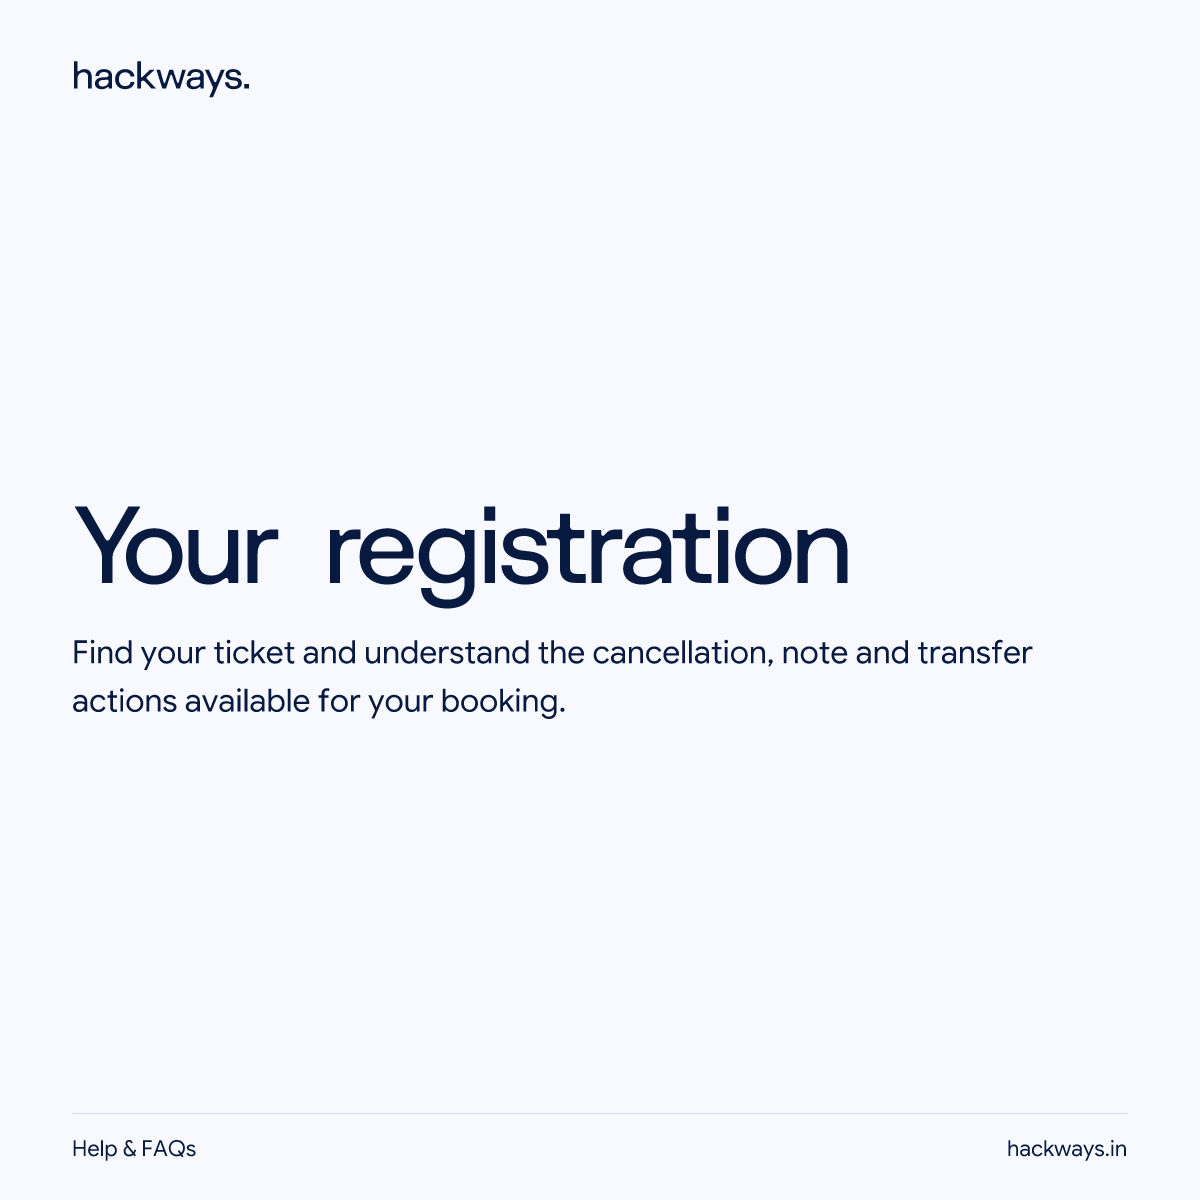 hackways.
Your registration
Find your ticket and understand the cancellation, note and transfer
actions available for your booking.
Help & FAQs
hackways.in